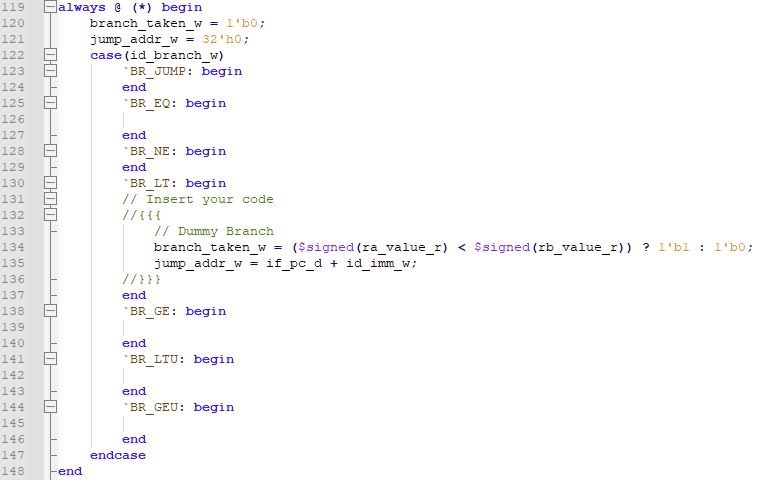 119 always @ (*) begin
120     branch_taken_w = 1'b0;
121     jump_addr_w = 32'h0;
122     case(id_branch_w)
123         `BR_JUMP: begin
124         end
125         `BR_EQ: begin
126
127         end
128         `BR_NE: begin
129         end
130         `BR_LT: begin
131         // Insert your code
132         //{{{
133             // Dummy Branch
134             branch_taken_w = ($signed(ra_value_r) < $signed(rb_value_r)) ? 1'b1 : 1'b0;
135             jump_addr_w = if_pc_d + id_imm_w;
136         //}}}
137         end
138         `BR_GE: begin
139
140         end
141         `BR_LTU: begin
142
143         end
144         `BR_GEU: begin
145
146         end
147     endcase
148 end